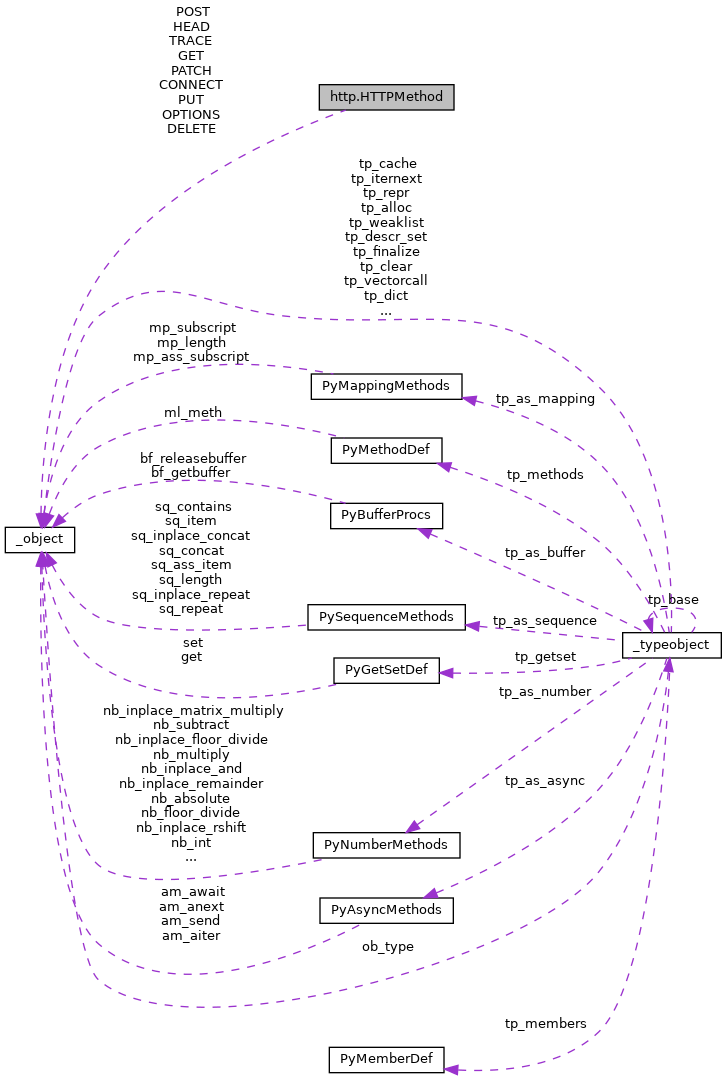 POST
HEAD
TRACE
GET
PATCH
CONNECT
PUT
OPTIONS
DELETE
http.HTTPMethod
tp_cache
tp_iternext
tp_repr
tp_alloc
tp_weaklist
tp_descr_set
tp_finalize
tp_clear
tp_vectorcall
tp_dict
...
mp_subscript
mp_length
mp_ass_subscript
PyMappingMethods
tp_as_mapping
ml_meth
PyMethodDef
tp_methods
bf_releasebuffer
bf_getbuffer
PyBufferProcs
tp_as_buffer
_object
sq_contains
sq_item
sq_inplace_concat
sq_concat
sq_ass_item
sq_length
sq_inplace_repeat
sq_repeat
PySequenceMethods
tp_as_sequence
tp_base
_typeobject
set
get
PyGetSetDef
tp_getset
tp_as_number
nb_inplace_matrix_multiply
nb_subtract
nb_inplace_floor_divide
nb_multiply
nb_inplace_and
nb_inplace_remainder
nb_absolute
nb_floor_divide
nb_inplace_rshift
nb_int
...
PyNumberMethods
tp_as_async
am_await
am_anext
am_send
am_aiter
PyAsyncMethods
ob_type
tp_members
PyMemberDef